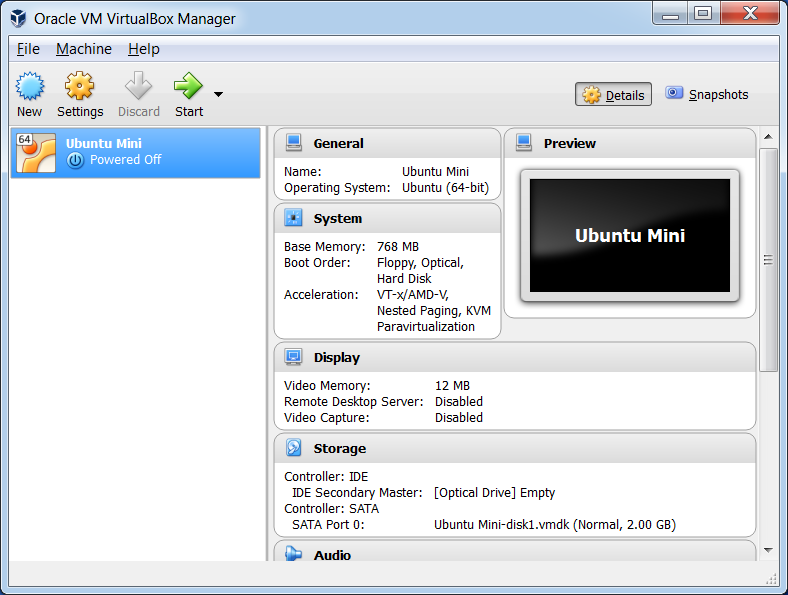 Oracle VM VirtualBox Manager
File Machine Help
New Settings Discard Start Details Snapshots
64
Ubuntu Mini
Powered Off
General
Name: Ubuntu Mini
Operating System: Ubuntu (64-bit)
Preview
Ubuntu Mini
System
Base Memory: 768 MB
Boot Order: Floppy, Optical,
Hard Disk
Acceleration: VT-x/AMD-V,
Nested Paging, KVM
Paravirtualization
Display
Video Memory: 12 MB
Remote Desktop Server: Disabled
Video Capture: Disabled
Storage
Controller: IDE
IDE Secondary Master: [Optical Drive] Empty
Controller: SATA
SATA Port 0: Ubuntu Mini-disk1.vmdk (Normal, 2.00 GB)
Audio